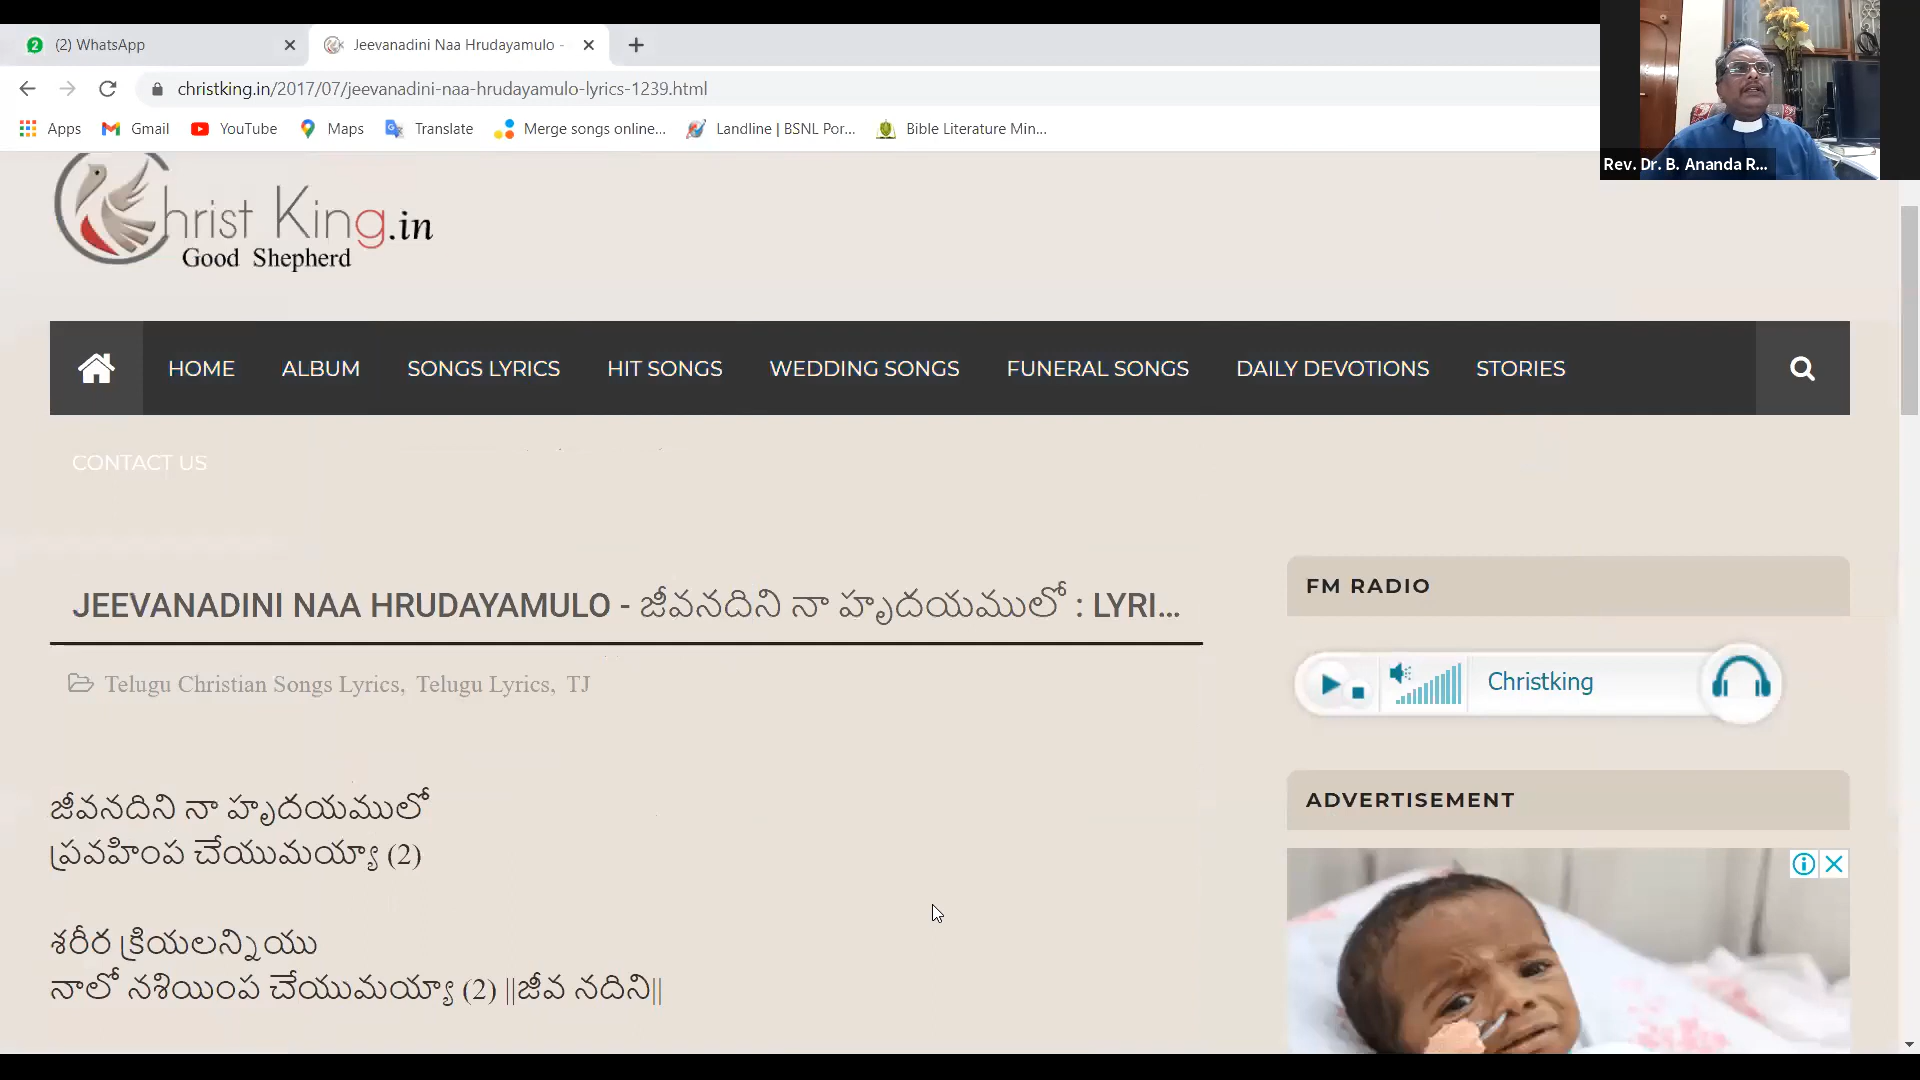 (2) WhatsApp
Jeevanadini Naa Hrudayamulo -
christking.in/2017/07/jeevanadini-naa-hrudayamulo-lyrics-1239.html
Apps Gmail YouTube Maps Translate Merge songs online... Landline | BSNL Por... Bible Literature Min...
Rev. Dr. B. Ananda R...
Christ King.in
Good Shepherd
HOME ALBUM SONGS LYRICS HIT SONGS WEDDING SONGS FUNERAL SONGS DAILY DEVOTIONS STORIES
CONTACT US
JEEVANADINI NAA HRUDAYAMULO - జీవనదిని నా హృదయములో : LYRI...
Telugu Christian Songs Lyrics, Telugu Lyrics, TJ
జీవనదిని నా హృదయములో
ప్రవహింప చేయుమయ్యా (2)
శరీర క్రియలన్నియు
నాలో నశియింప చేయుమయ్యా (2) ||జీవ నదిని||
FM RADIO
Christking
ADVERTISEMENT